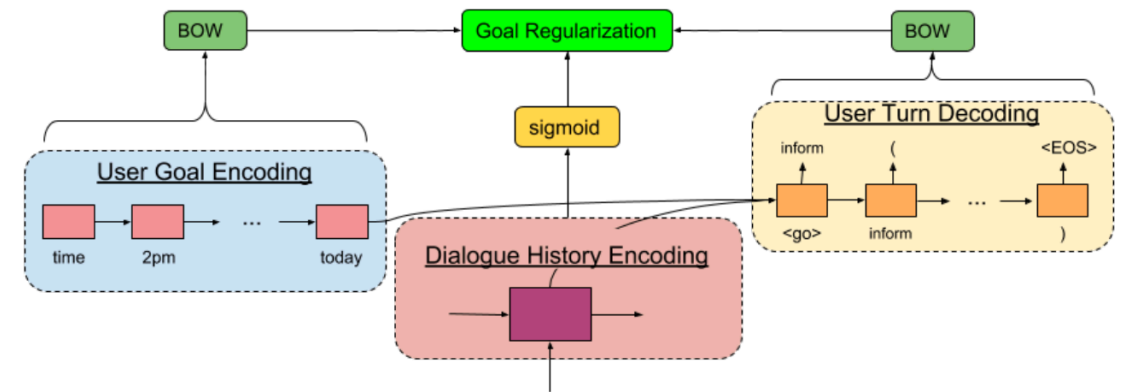 BOW
Goal Regularization
BOW
sigmoid
User Goal Encoding
time
2pm
...
today
Dialogue History Encoding
User Turn Decoding
inform
(
<EOS>
...
<go>
inform
)